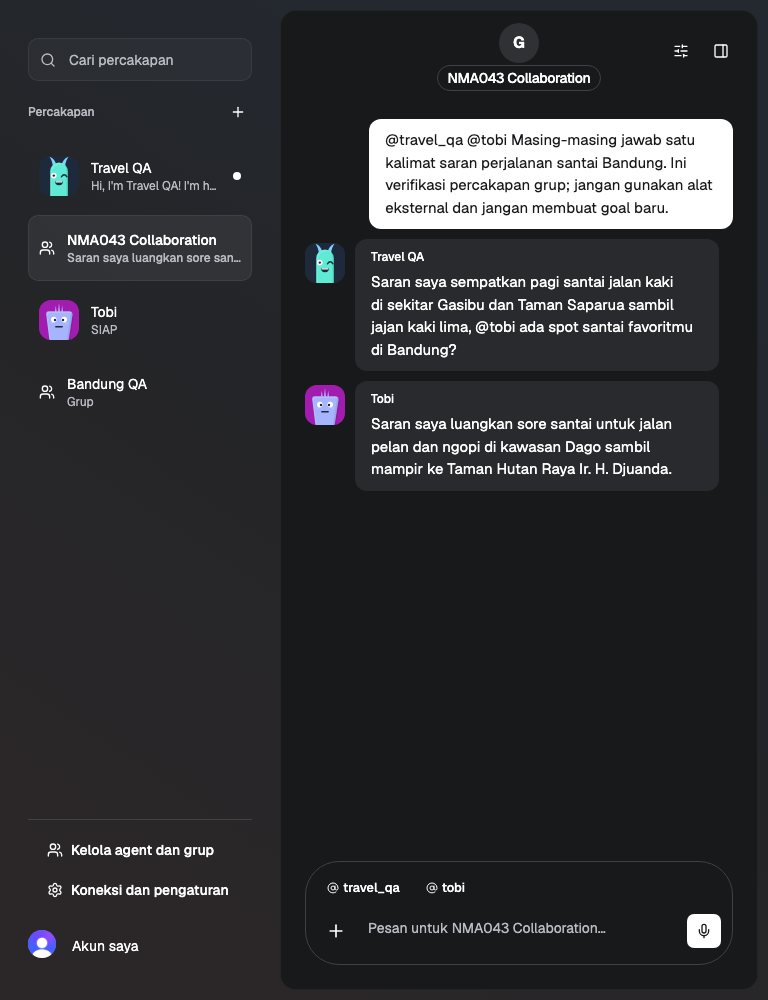 Cari percakapan
Percakapan
Travel QA
Hi, I'm Travel QA! I'm h...
NMA043 Collaboration
Saran saya luangkan sore san...
Tobi
SIAP
Bandung QA
Grup
Kelola agent dan grup
Koneksi dan pengaturan
Akun saya
G
NMA043 Collaboration
@travel_qa @tobi Masing-masing jawab satu
kalimat saran perjalanan santai Bandung. Ini
verifikasi percakapan grup; jangan gunakan alat
eksternal dan jangan membuat goal baru.
Travel QA
Saran saya sempatkan pagi santai jalan kaki
di sekitar Gasibu dan Taman Saparua sambil
jajan kaki lima, @tobi ada spot santai favoritmu
di Bandung?
Tobi
Saran saya luangkan sore santai untuk jalan
pelan dan ngopi di kawasan Dago sambil
mampir ke Taman Hutan Raya Ir. H. Djuanda.
@ travel_qa @ tobi
Pesan untuk NMA043 Collaboration...